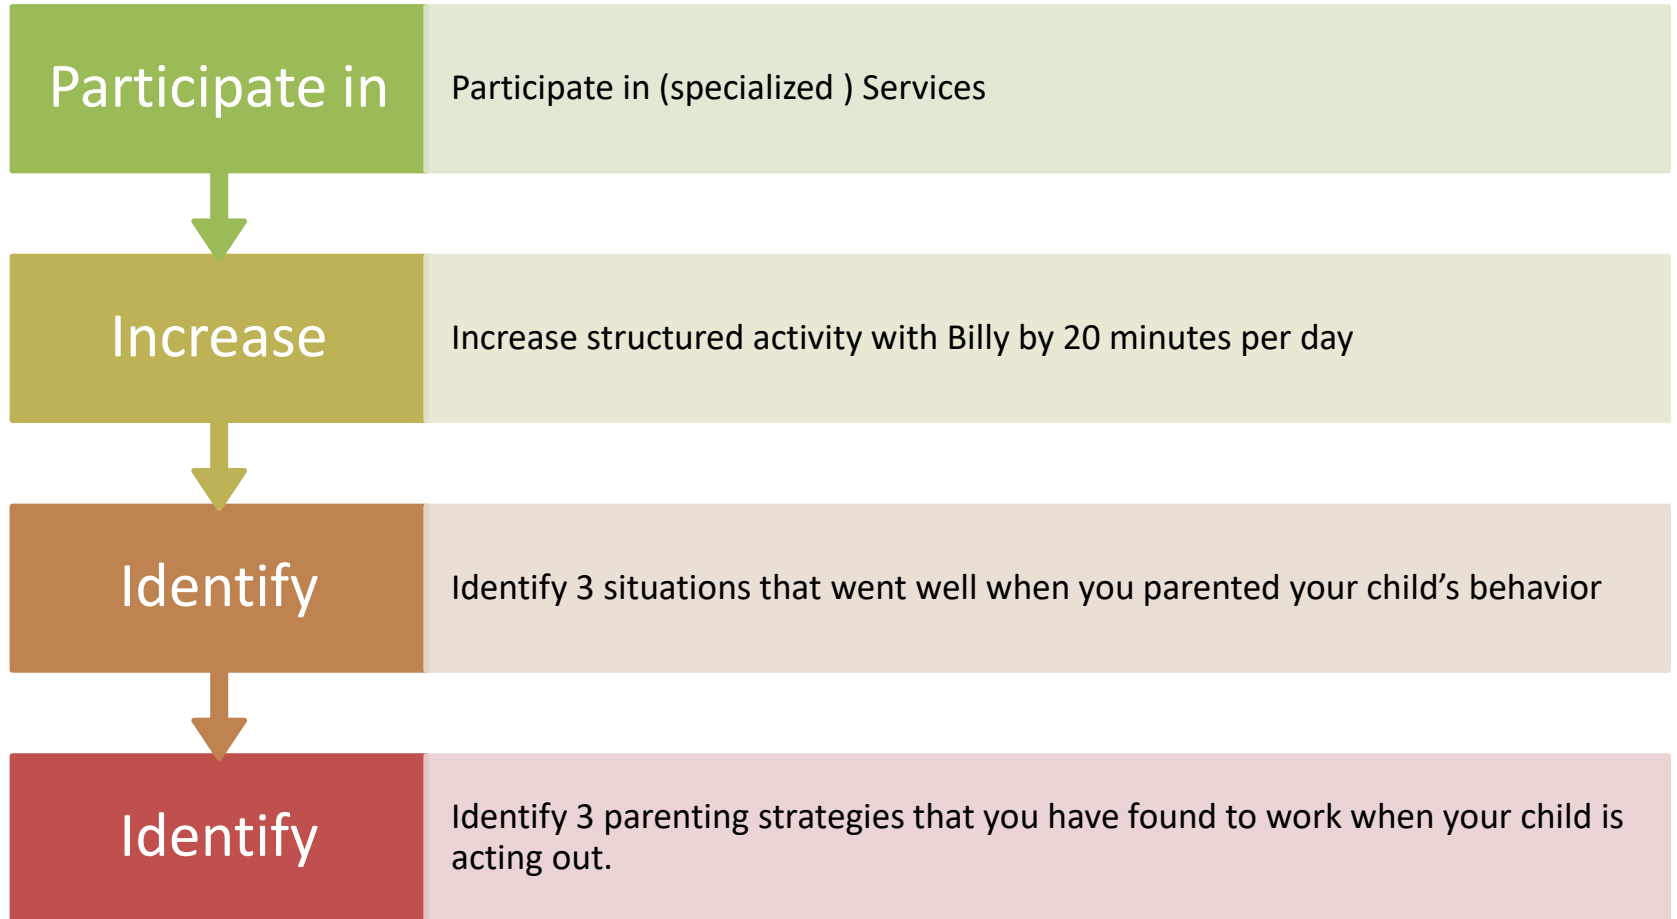 Participate in
Participate in (specialized ) Services
Increase
Increase structured activity with Billy by 20 minutes per day
Identify
Identify 3 situations that went well when you parented your child’s behavior
Identify
Identify 3 parenting strategies that you have found to work when your child is
acting out.